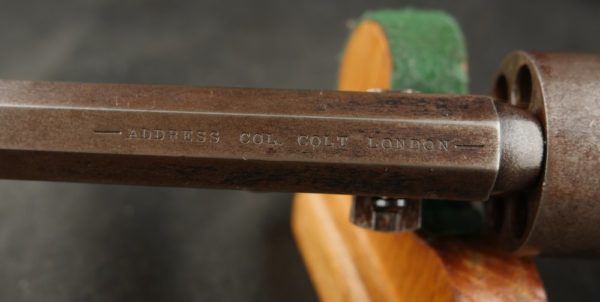 — ADDRESS COL. COLT LONDON —